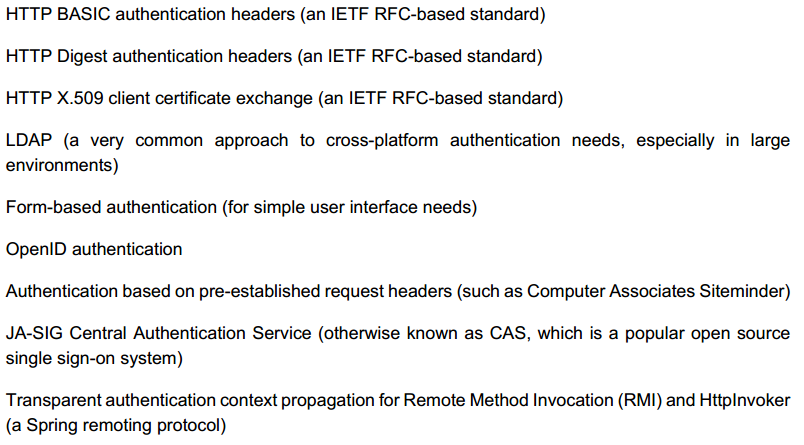 HTTP BASIC authentication headers (an IETF RFC-based standard)
HTTP Digest authentication headers (an IETF RFC-based standard)
HTTP X.509 client certificate exchange (an IETF RFC-based standard)
LDAP (a very common approach to cross-platform authentication needs, especially in large
environments)
Form-based authentication (for simple user interface needs)
OpenID authentication
Authentication based on pre-established request headers (such as Computer Associates Siteminder)
JA-SIG Central Authentication Service (otherwise known as CAS, which is a popular open source
single sign-on system)
Transparent authentication context propagation for Remote Method Invocation (RMI) and HttpInvoker
(a Spring remoting protocol)